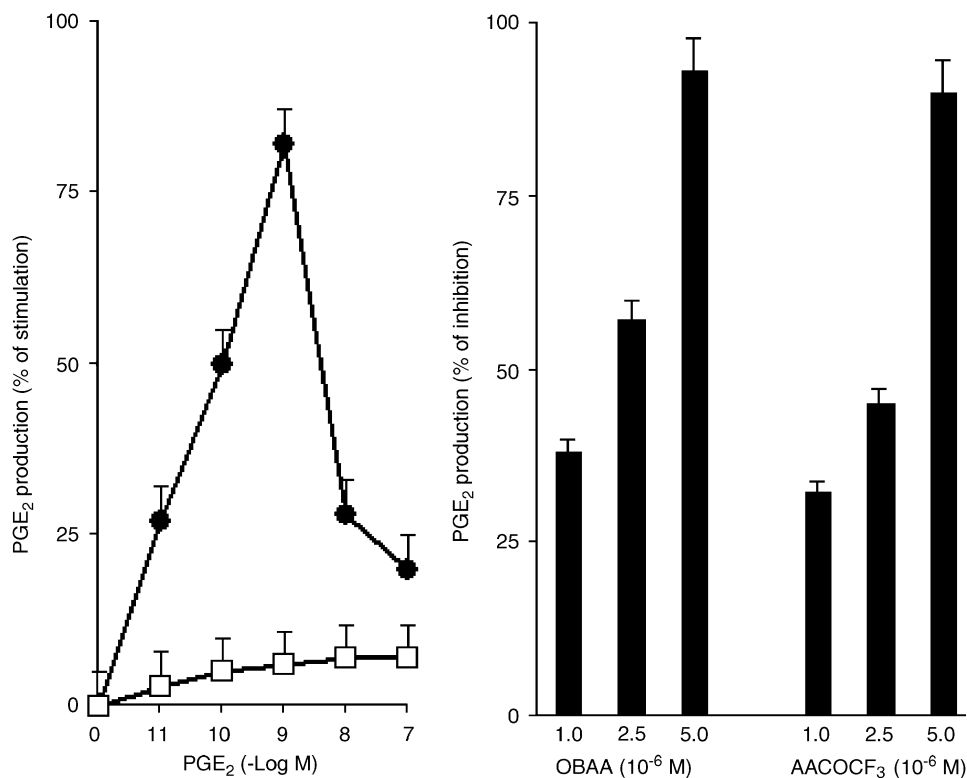 100
75
50
25
0
PGE₂ production (% of stimulation)
0 11 10 9 8 7
PGE₂ (-Log M)
100
75
50
25
0
PGE₂ production (% of inhibition)
1.0 2.5 5.0 1.0 2.5 5.0
OBAA (10⁻⁶ M) AACOCF₃ (10⁻⁶ M)